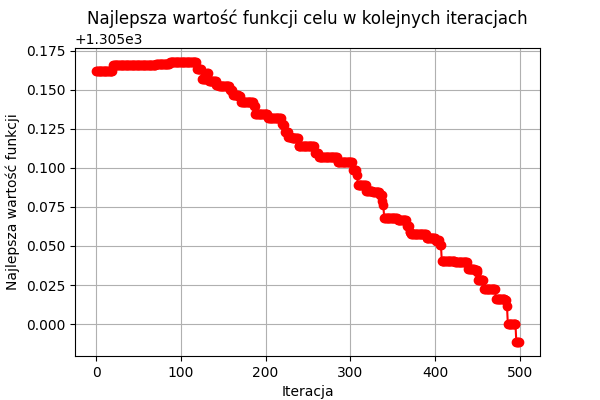 Najlepsza wartość funkcji celu w kolejnych iteracjach
+1.305e3
0.175
0.150
0.125
0.100
0.075
0.050
0.025
0.000
Najlepsza wartość funkcji
0 100 200 300 400 500
Iteracja